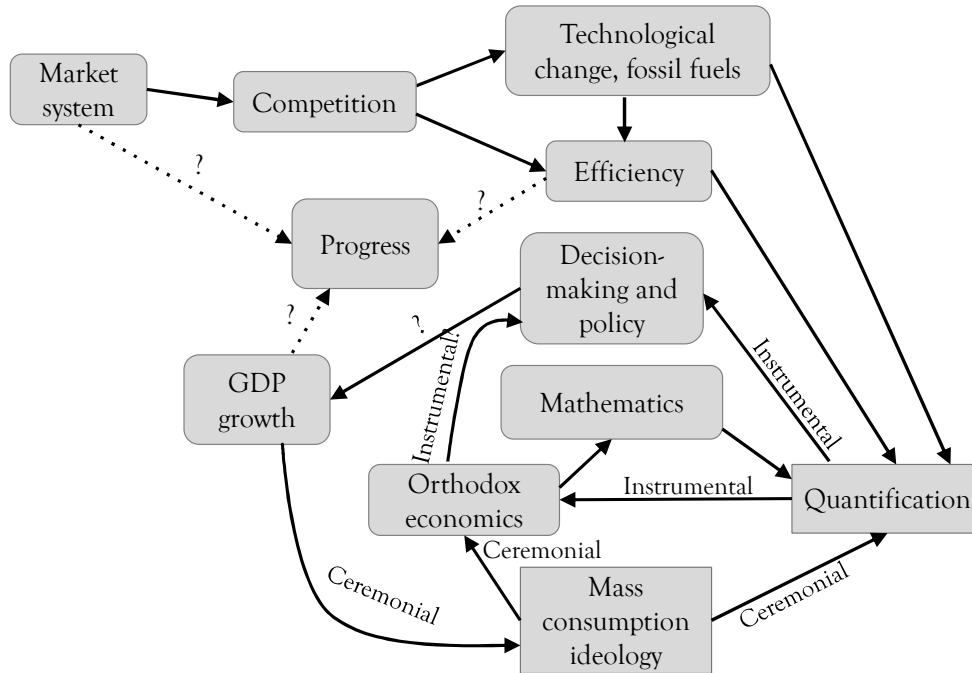 Technological
change, fossil fuels
Market
system
Competition
Efficiency
?
?
Progress
Decision-
making and
policy
?
?
Instrumental?
Instrumental
GDP
growth
Mathematics
Orthodox
economics
Instrumental
Quantification
Ceremonial
Ceremonial
Ceremonial
Mass
consumption
ideology